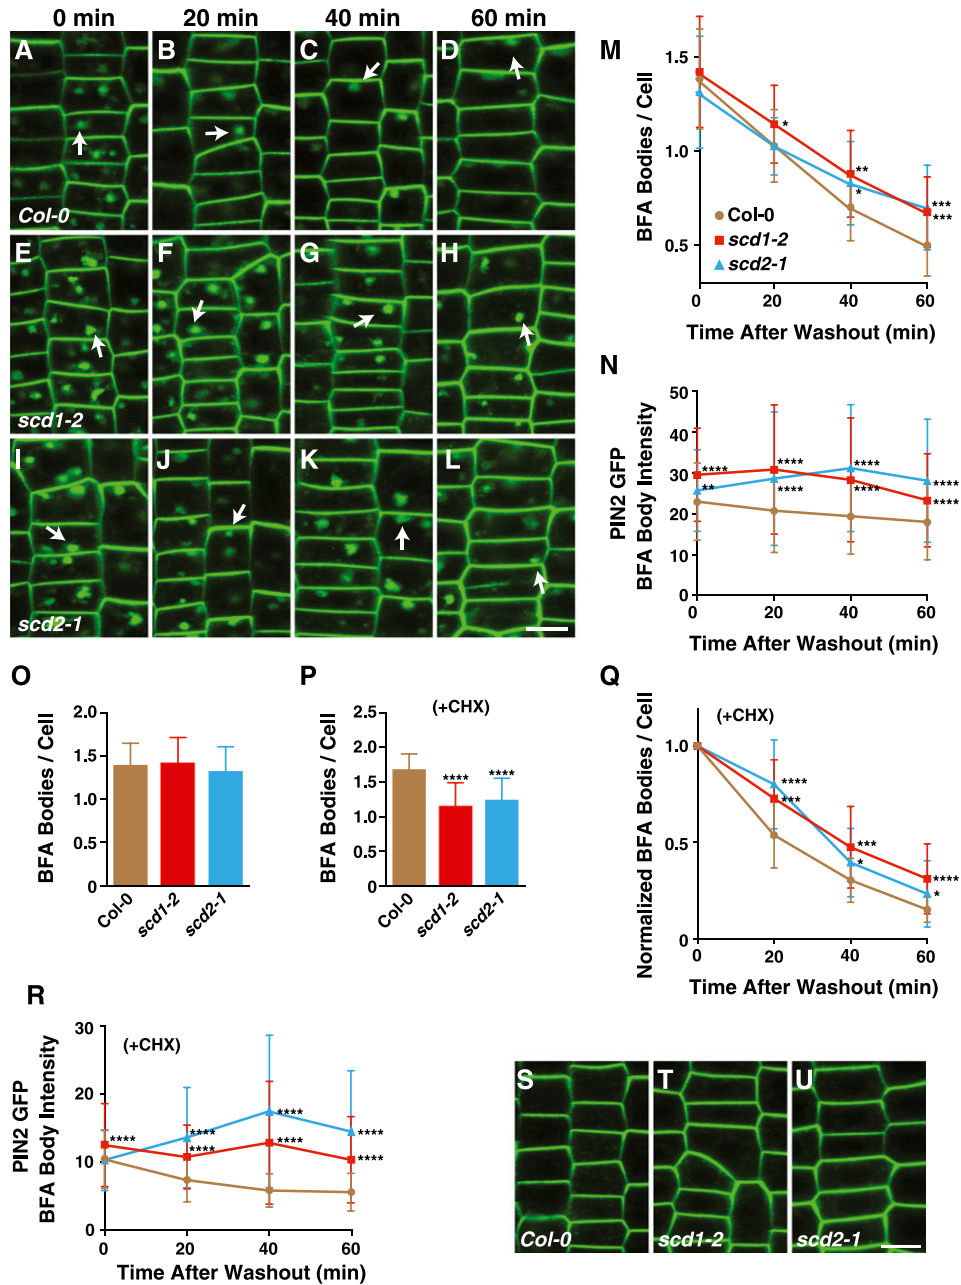 0 min 20 min 40 min 60 min
A B C D
Col-0
E F G H
scd1-2
I J K L
scd2-1
M
BFA Bodies / Cell
1.5
1.0
0.5
*
**
*
***
***
Col-0
scd1-2
scd2-1
0 20 40 60
Time After Washout (min)
N
PIN2 GFP
BFA Body Intensity
50
40
30
20
10
0
****
**
****
****
****
****
****
****
0 20 40 60
Time After Washout (min)
O
BFA Bodies / Cell
2.0
1.5
1.0
0.5
0
Col-0 scd1-2 scd2-1
P
(+CHX)
BFA Bodies / Cell
2.5
2.0
1.5
1.0
0.5
0
**** ****
Col-0 scd1-2 scd2-1
Q
(+CHX)
Normalized BFA Bodies / Cell
1.0
0.5
0
****
***
***
*
****
*
0 20 40 60
Time After Washout (min)
R
(+CHX)
PIN2 GFP
BFA Body Intensity
30
20
10
0
****
****
****
****
****
****
****
0 20 40 60
Time After Washout (min)
S T U
Col-0 scd1-2 scd2-1